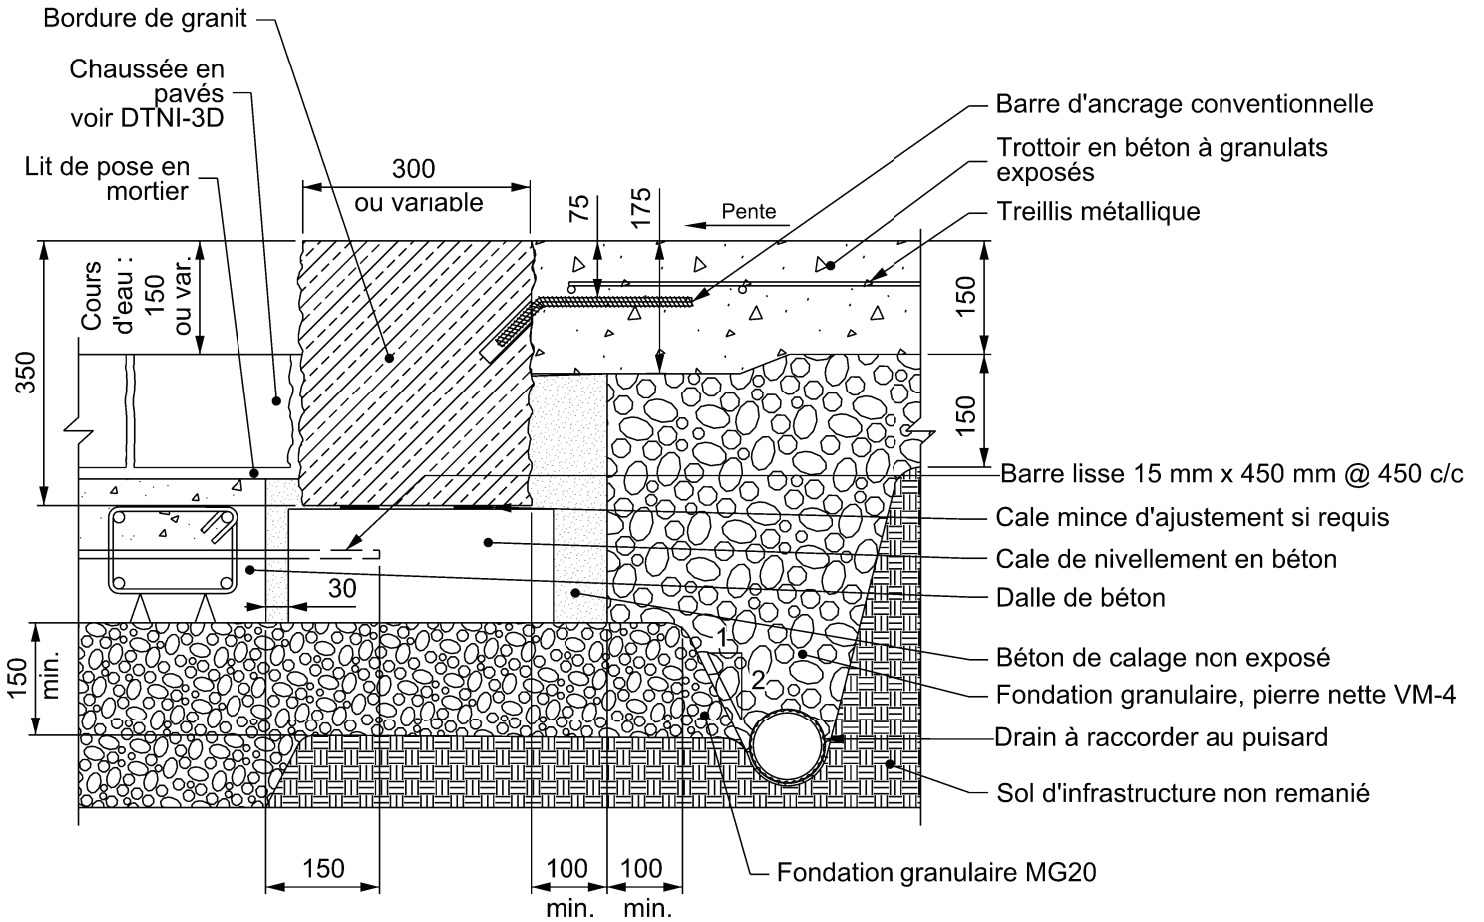 Bordure de granit
Chaussée en
pavés
voir DTNI-3D
Lit de pose en
mortier
300
ou variable
75
175
Pente
Barre d'ancrage conventionnelle
Trottoir en béton à granulats
exposés
Treillis métallique
350
Cours
d'eau :
150
ou var.
150
150
Barre lisse 15 mm x 450 mm @ 450 c/c
Cale mince d'ajustement si requis
Cale de nivellement en béton
Dalle de béton
30
150
min.
1
2
Béton de calage non exposé
Fondation granulaire, pierre nette VM-4
Drain à raccorder au puisard
Sol d'infrastructure non remanié
Fondation granulaire MG20
150
100
min.
100
min.